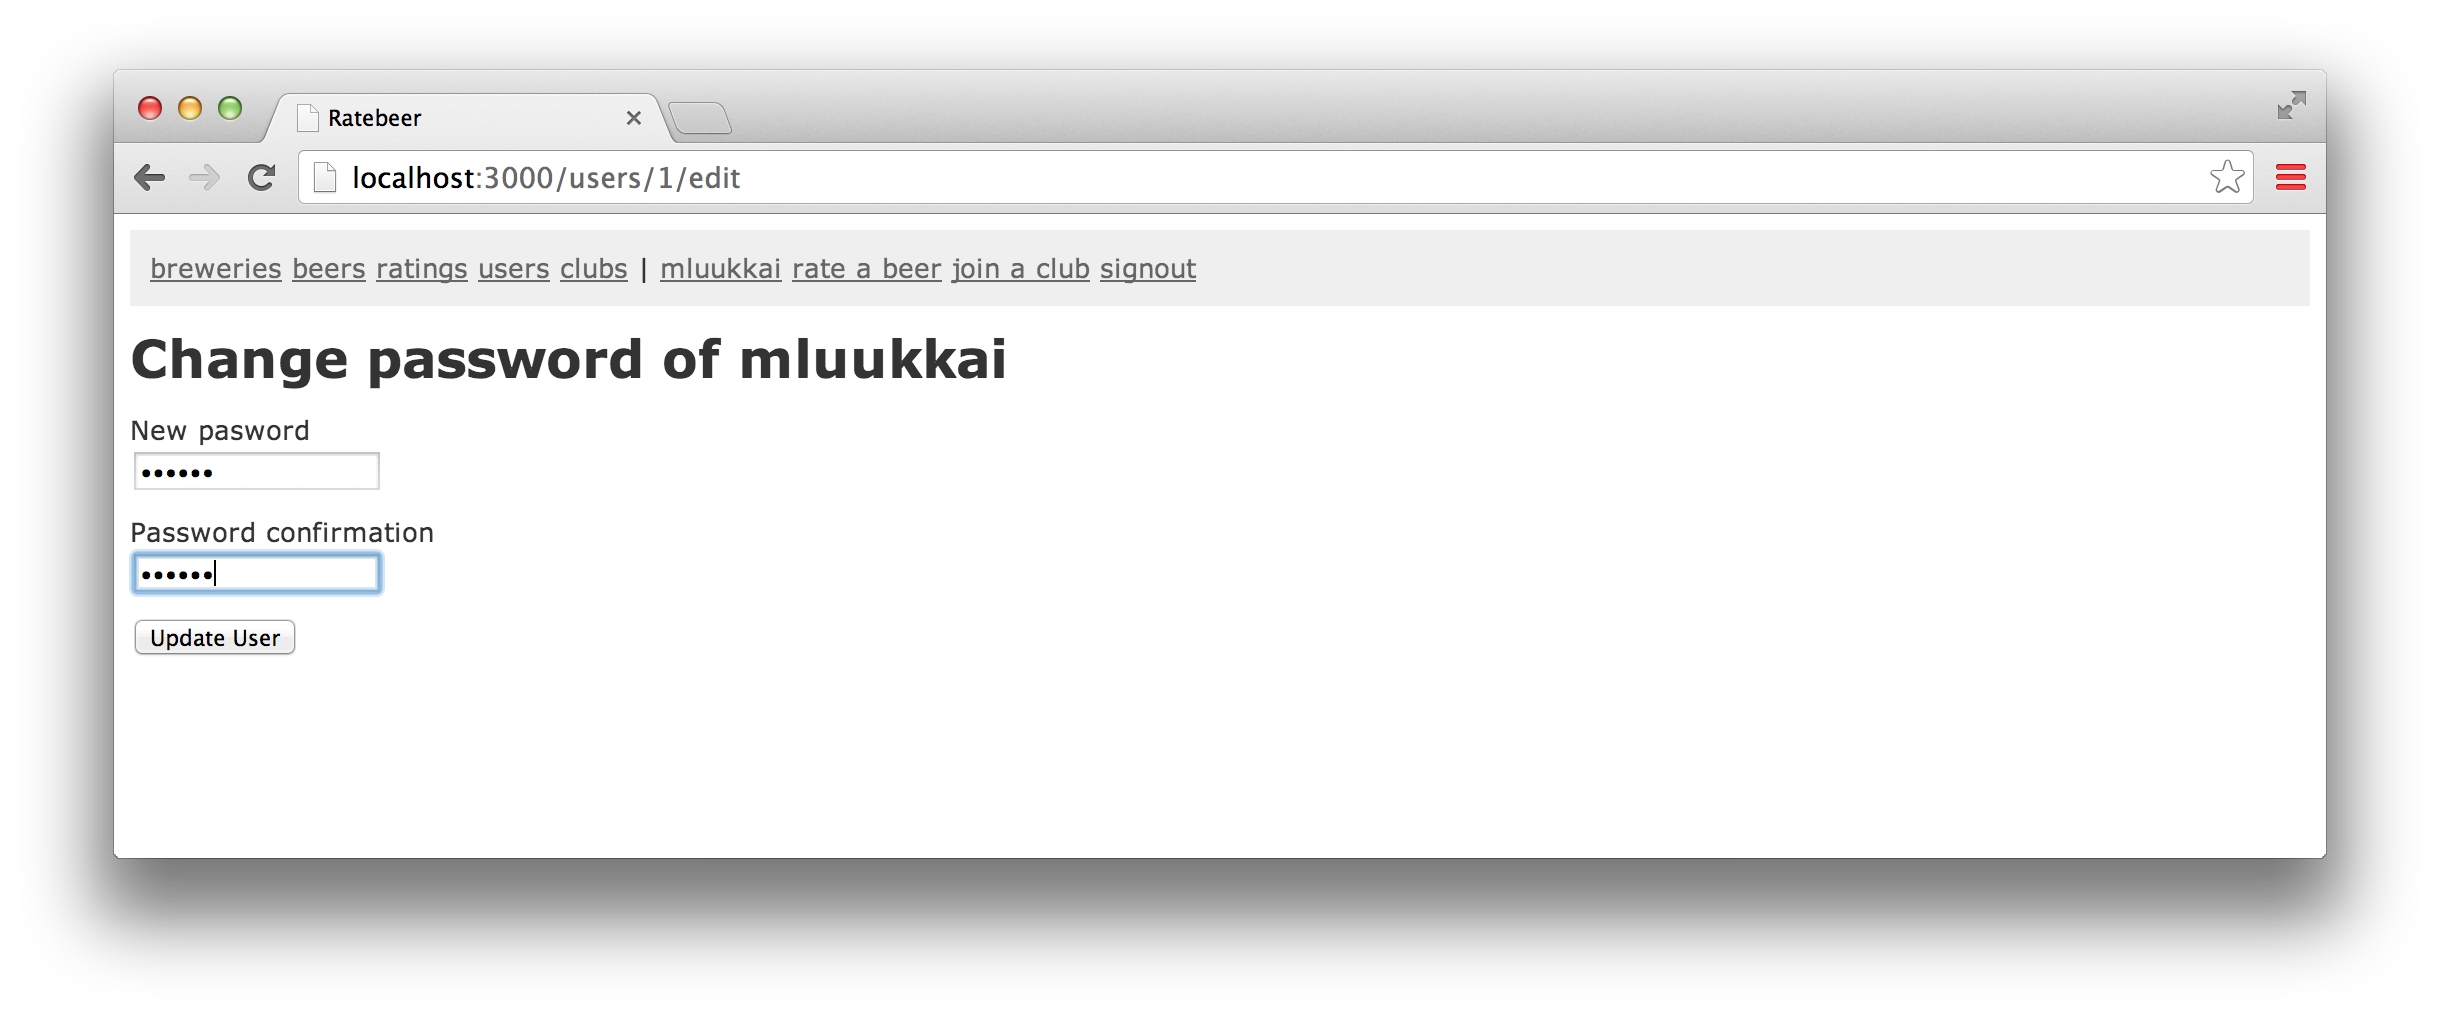 Ratebeer
localhost:3000/users/1/edit
breweries beers ratings users clubs | mluukkai rate a beer join a club signout
Change password of mluukkai
New pasword
••••••
Password confirmation
••••••
Update User